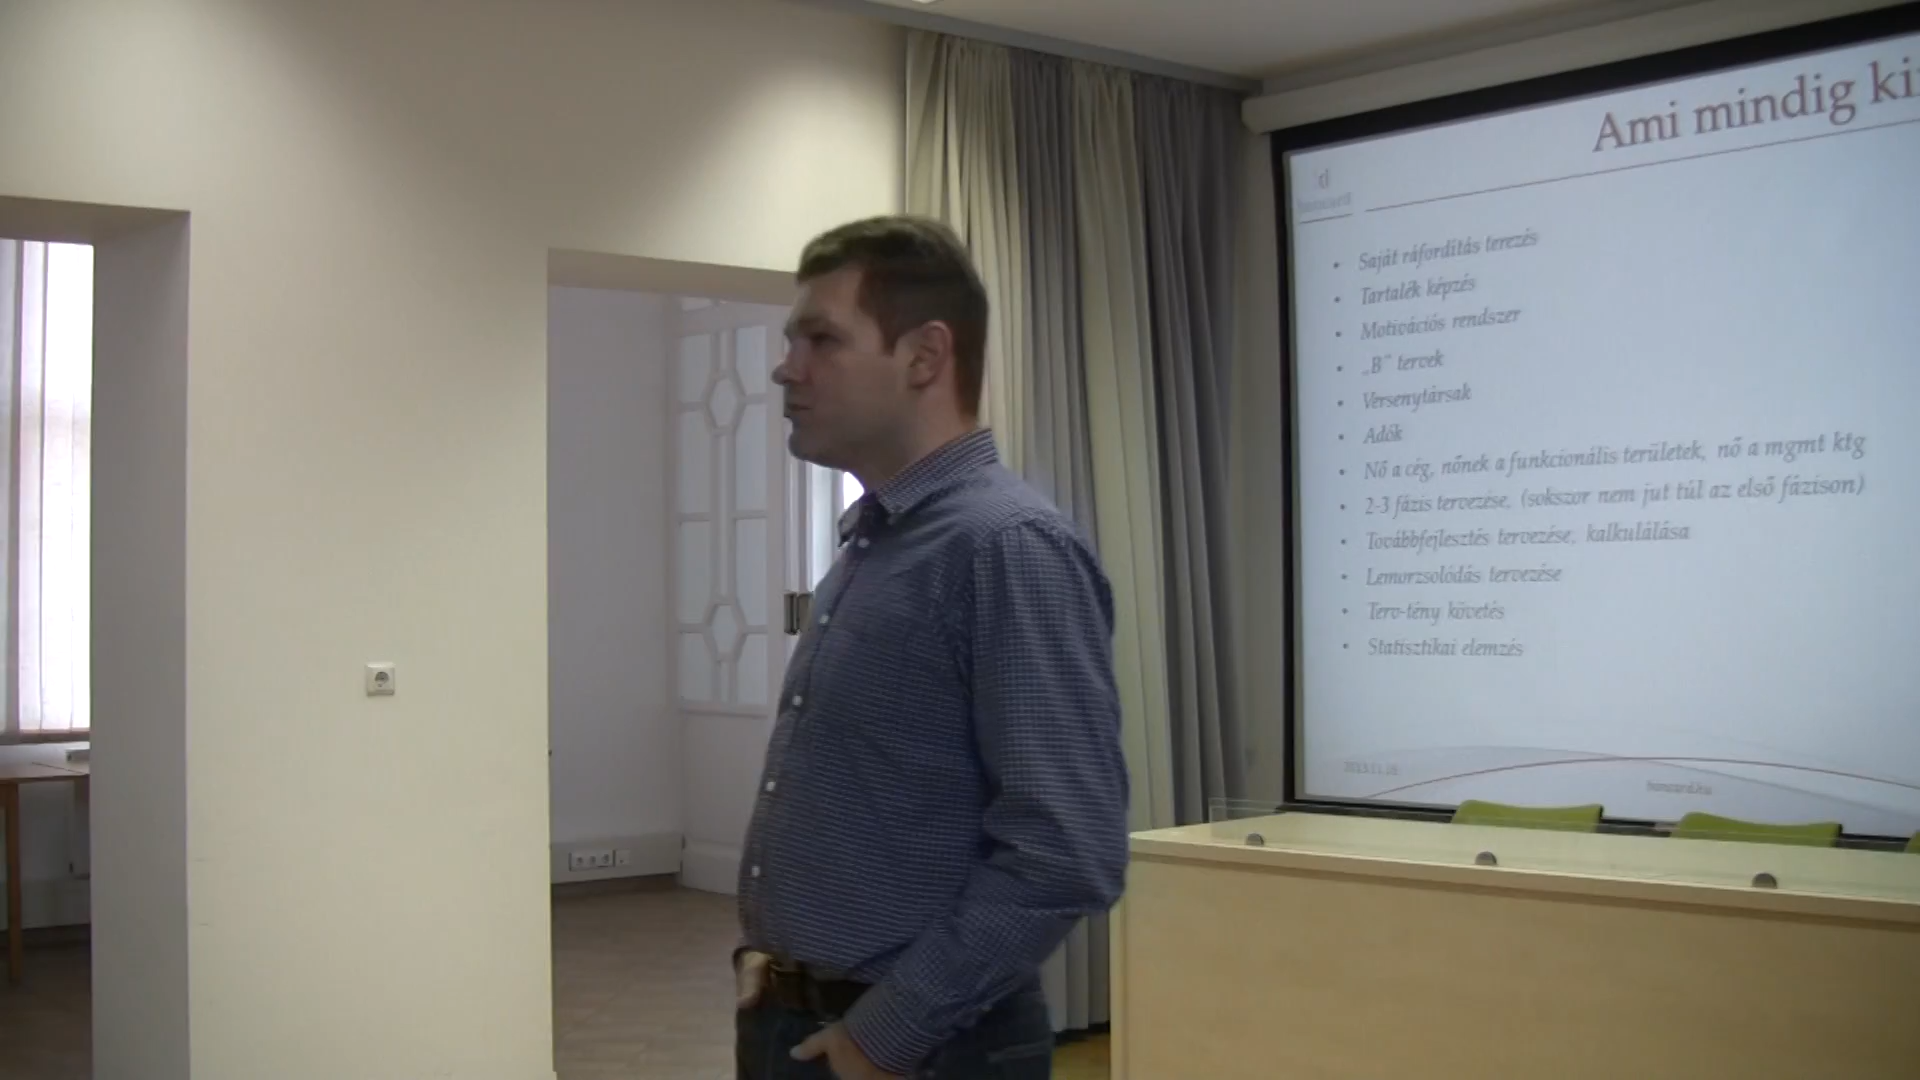 Ami mindig ki
Saját ráfordítás terezés
Tartalék képzés
Motivációs rendszer
„B” tervek
Versenytársak
Adók
Nő a cég, nőnek a funkcionális területek, nő a mgmt ktg
2-3 fázis tervezése, (sokszor nem jut túl az első fázison)
Továbbfejlesztés tervezése, kalkulálása
Lemorzsolódás tervezése
Terv-tény követés
Statisztikai elemzés